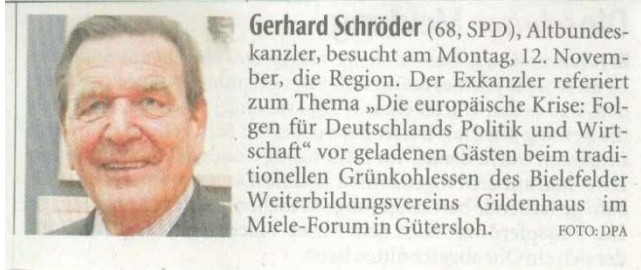 Gerhard Schröder (68, SPD), Altbundes-
kanzler, besucht am Montag, 12. Novem-
ber, die Region. Der Exkanzler referiert
zum Thema „Die europäische Krise: Fol-
gen für Deutschlands Politik und Wirt-
schaft“ vor geladenen Gästen beim tradi-
tionellen Grünkohlessen des Bielefelder
Weiterbildungsvereins Gildenhaus im
Miele-Forum in Gütersloh. FOTO: DPA